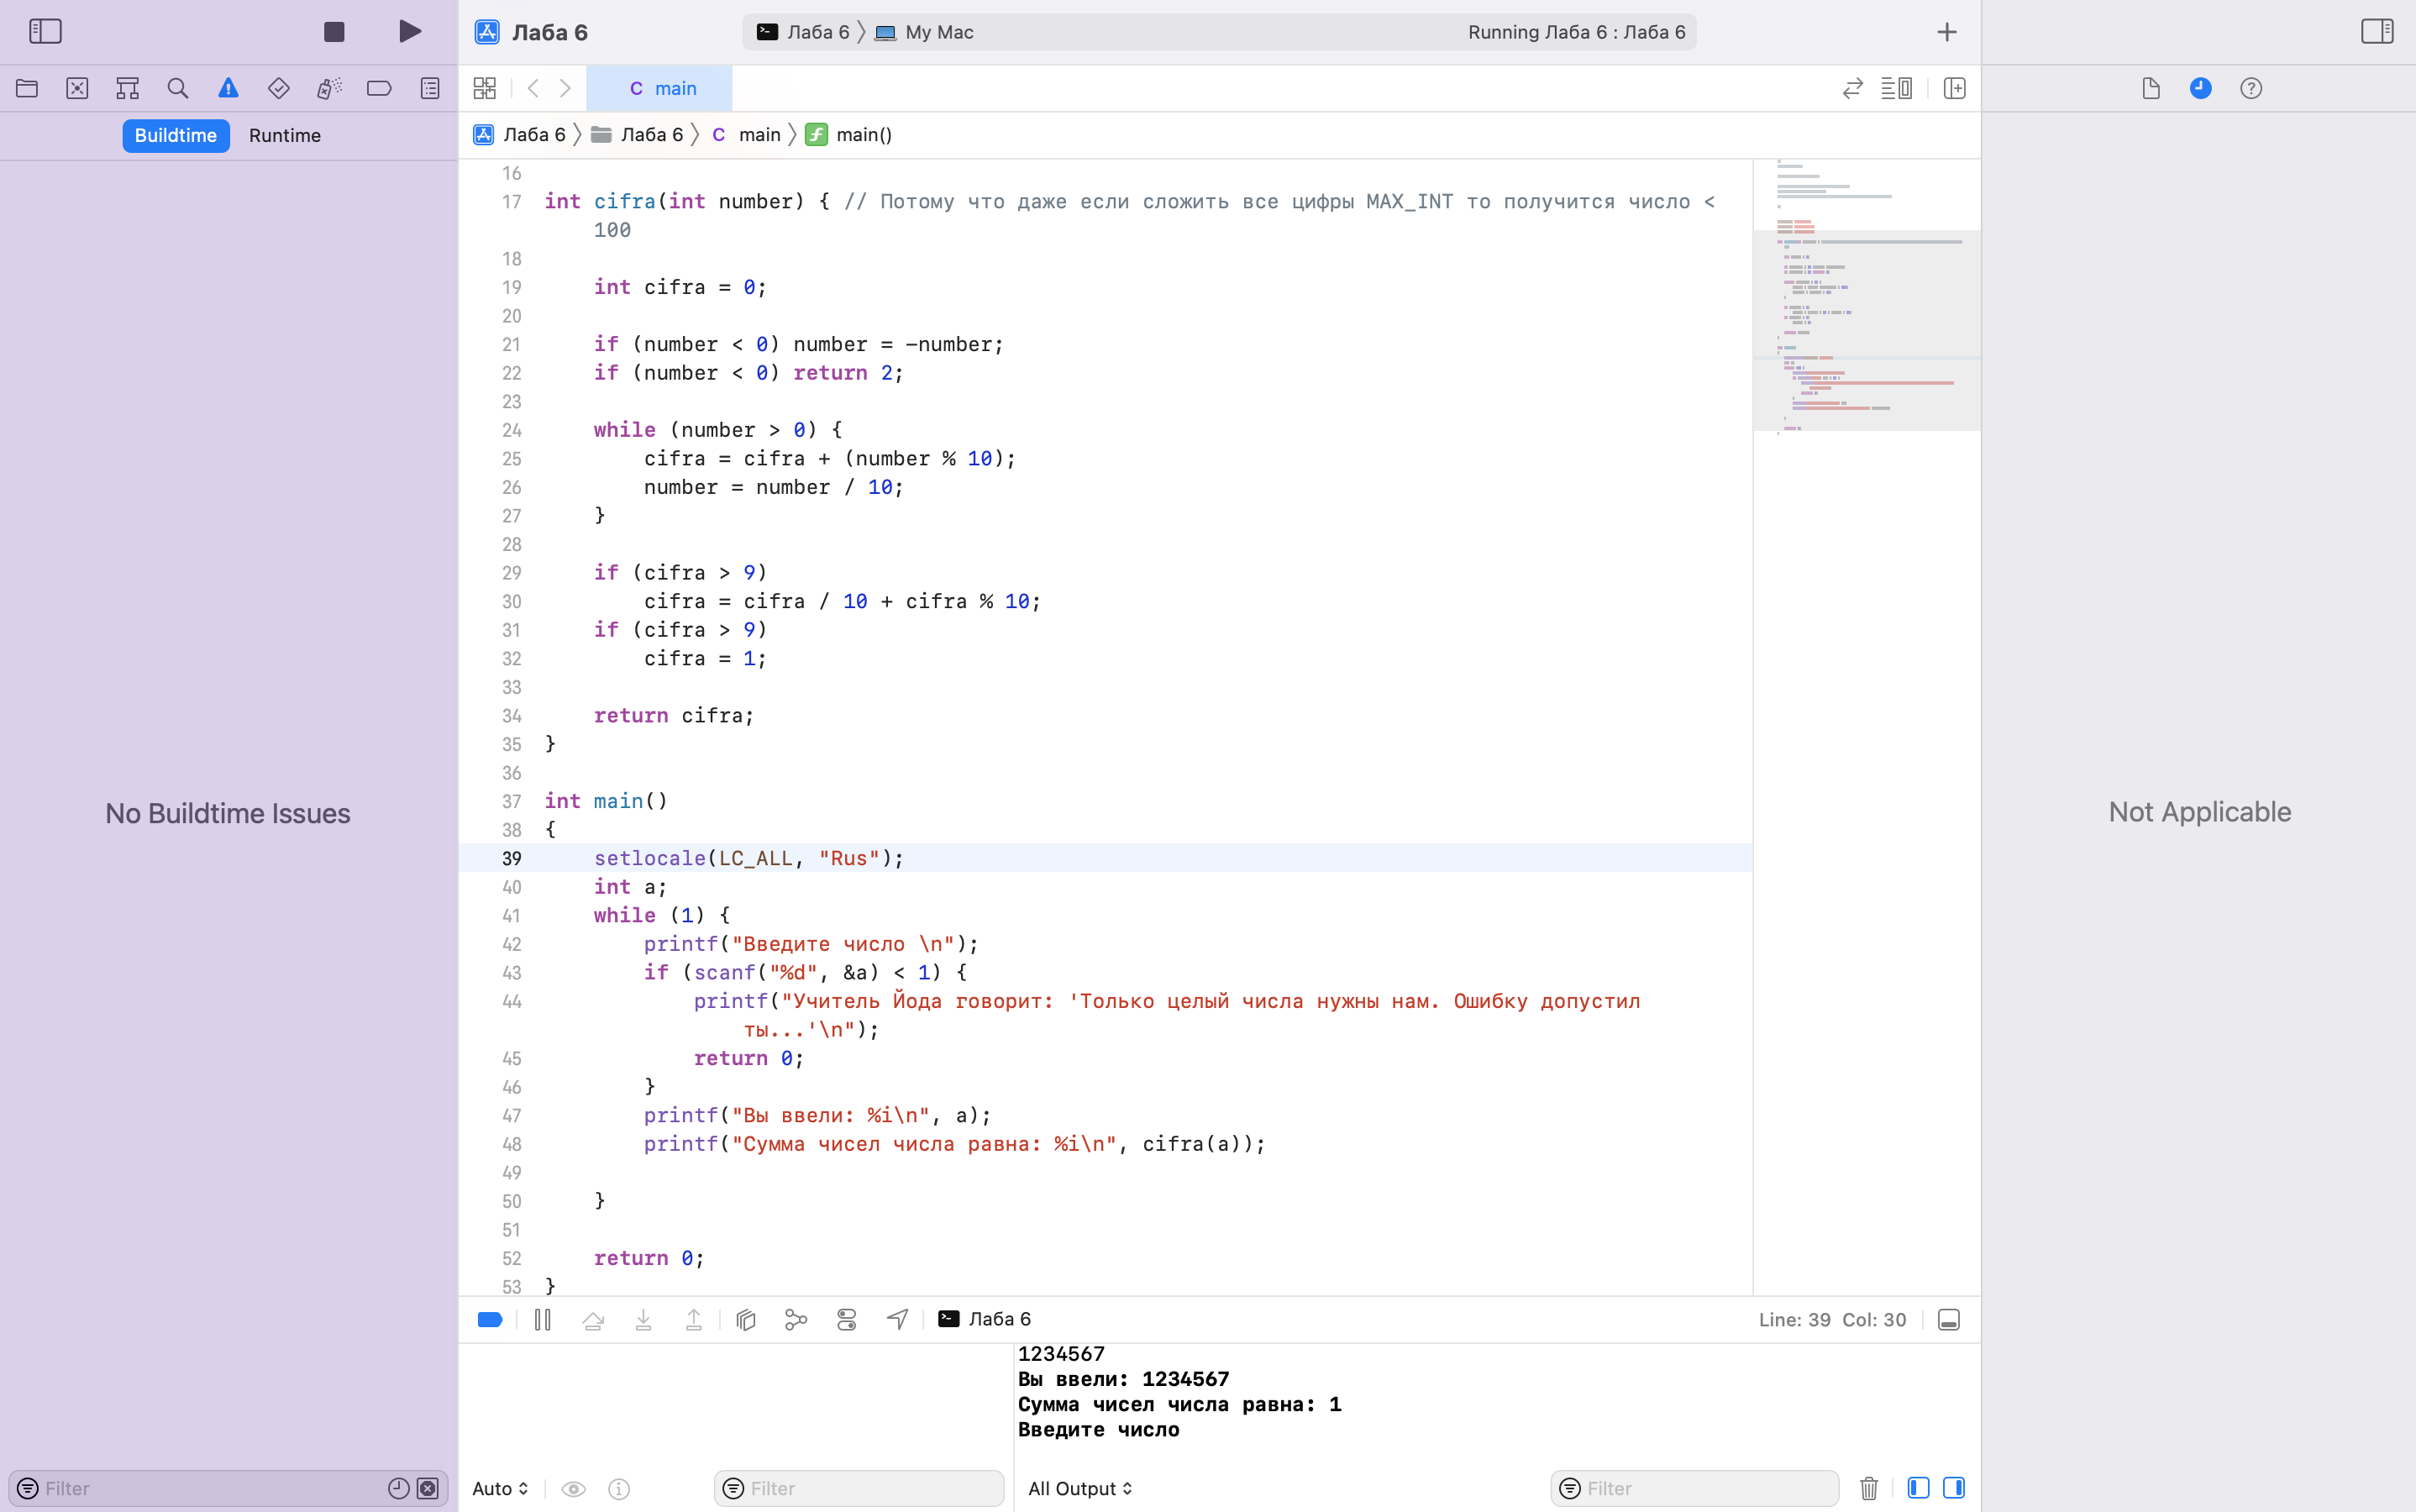 Лаба 6
Лаба 6 〉 My Mac
Running Лаба 6 : Лаба 6
C main
Buildtime Runtime
Лаба 6 〉 Лаба 6 〉 C main 〉 f main()
16
17 int cifra(int number) { // Потому что даже если сложить все цифры MAX_INT то получится число <
100
18
19 int cifra = 0;
20
21 if (number < 0) number = -number;
22 if (number < 0) return 2;
23
24 while (number > 0) {
25 cifra = cifra + (number % 10);
26 number = number / 10;
27 }
28
29 if (cifra > 9)
30 cifra = cifra / 10 + cifra % 10;
31 if (cifra > 9)
32 cifra = 1;
33
34 return cifra;
35 }
36
37 int main()
38 {
39 setlocale(LC_ALL, "Rus");
40 int a;
41 while (1) {
42 printf("Введите число \n");
43 if (scanf("%d", &a) < 1) {
44 printf("Учитель Йода говорит: 'Только целый числа нужны нам. Ошибку допустил
ты...'\n");
45 return 0;
46 }
47 printf("Вы ввели: %i\n", a);
48 printf("Сумма чисел числа равна: %i\n", cifra(a));
49
50 }
51
52 return 0;
53 }
No Buildtime Issues
Not Applicable
Лаба 6
Line: 39 Col: 30
1234567
Вы ввели: 1234567
Сумма чисел числа равна: 1
Введите число
Filter
Auto
Filter
All Output
Filter